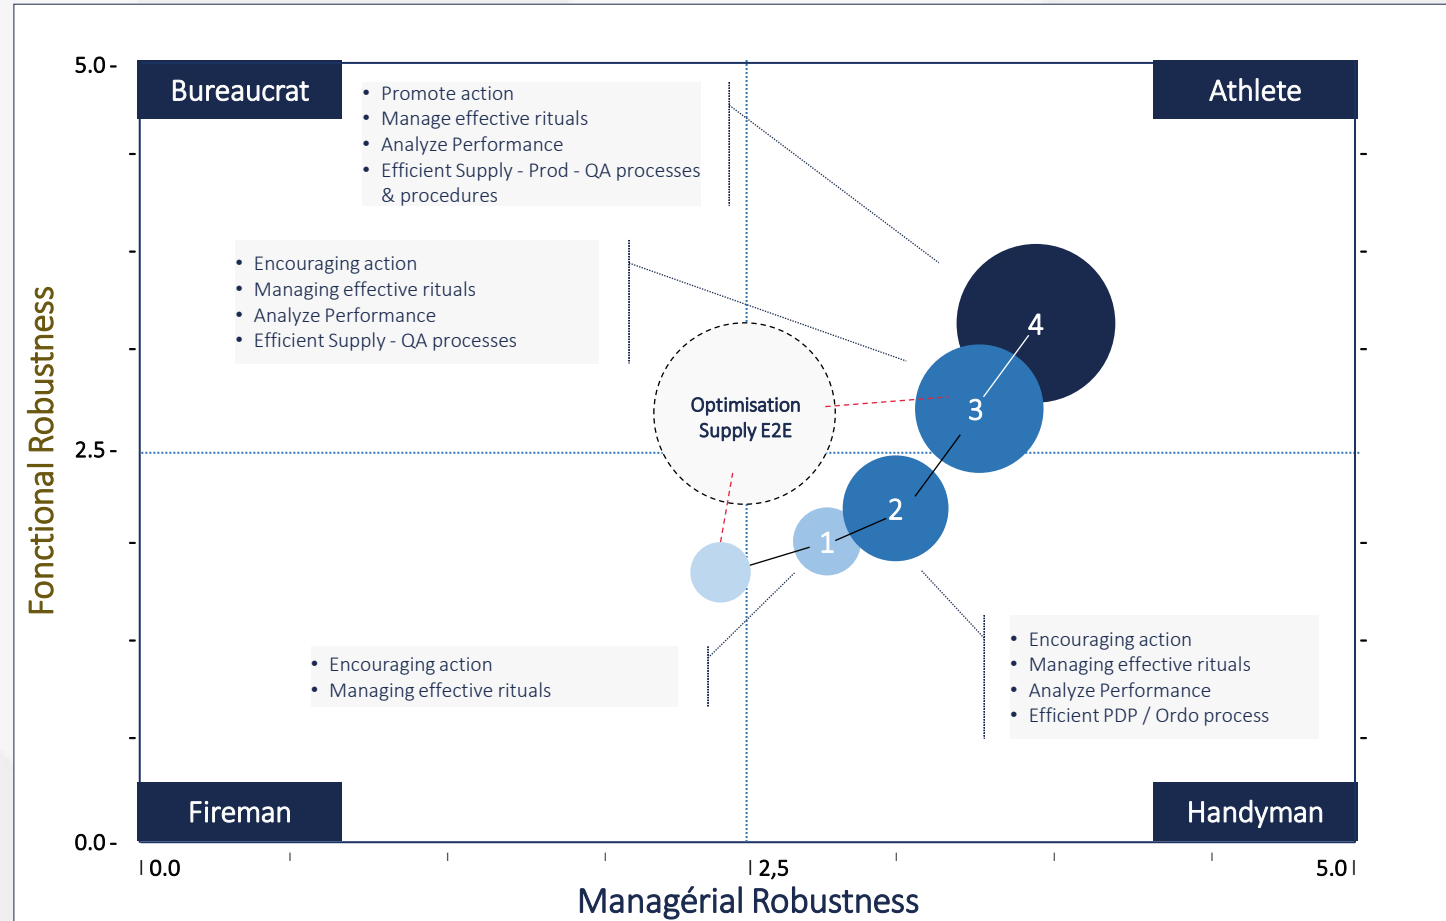 5.0 -
Bureaucrat
Athlete
• Promote action
• Manage effective rituals
• Analyze Performance
• Efficient Supply - Prod - QA processes
& procedures
• Encouraging action
• Managing effective rituals
• Analyze Performance
• Efficient Supply - QA processes
4
Optimisation
Supply E2E
3
Fonctional Robustness
2.5 -
2
1
• Encouraging action
• Managing effective rituals
• Encouraging action
• Managing effective rituals
• Analyze Performance
• Efficient PDP / Ordo process
Fireman
Handyman
0.0 -
0.0
2,5
5.0
Managérial Robustness